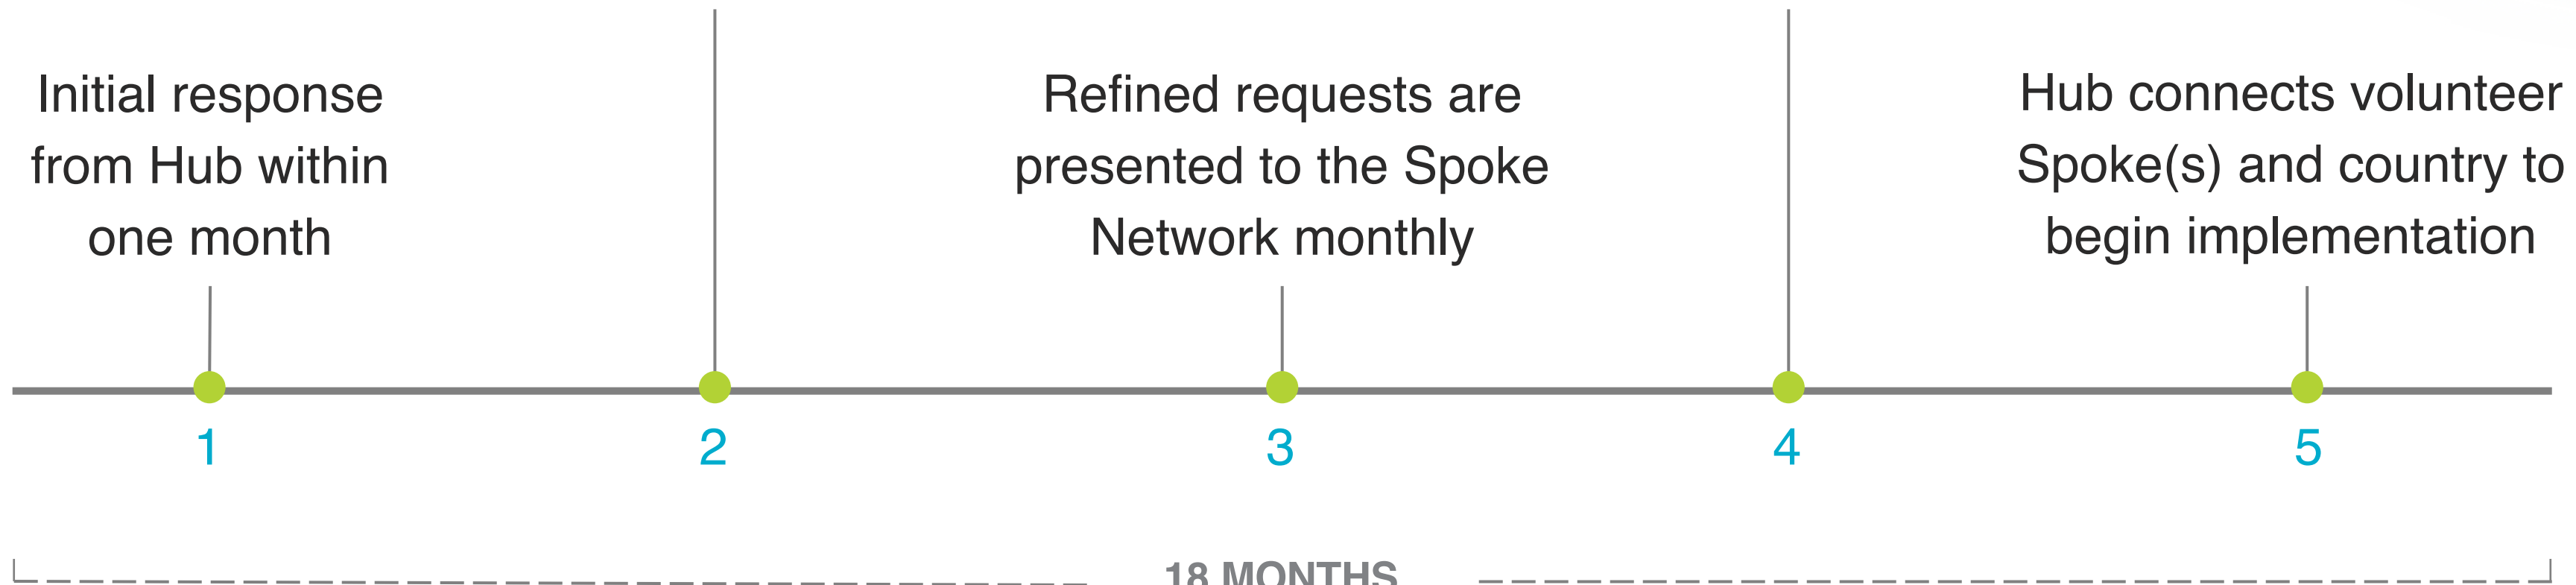 Initial response
from Hub within
one month
Refined requests are
presented to the Spoke
Network monthly
Hub connects volunteer
Spoke(s) and country to
begin implementation
1
2
3
4
5
18 MONTHS